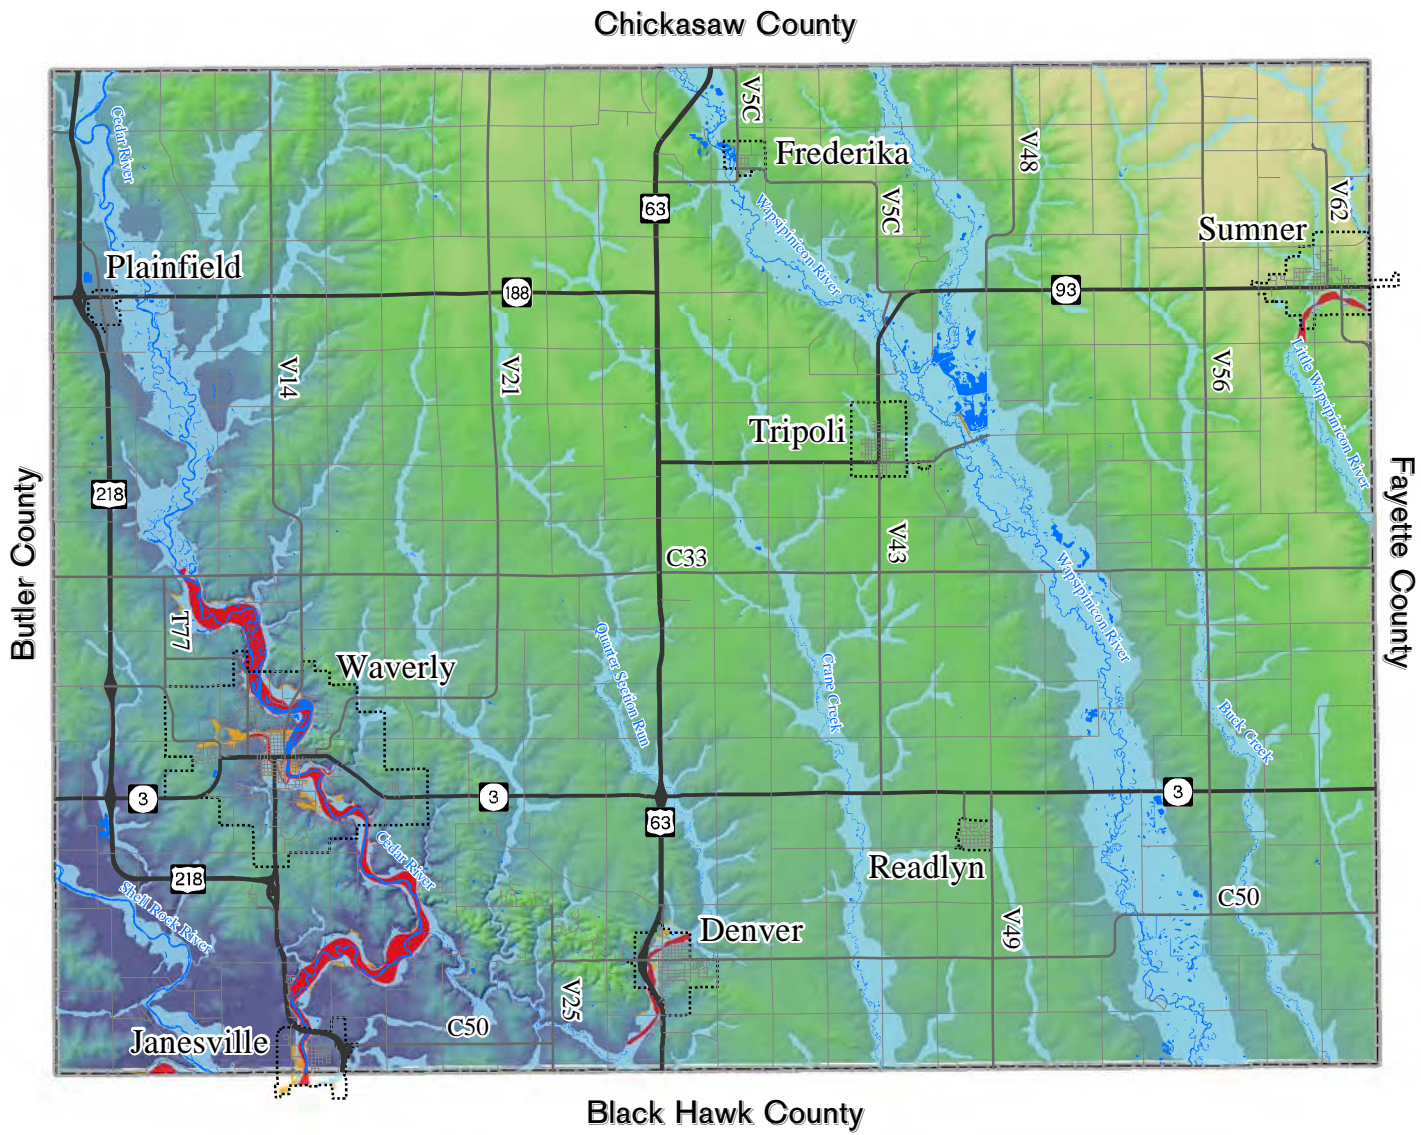 Chickasaw County
V5C
Cedar River
Frederika
V48
63
V5C
V62
Wapsipinicon River
Sumner
Plainfield
188
93
V14
V21
V56
Little Wapsipinicon River
Tripoli
218
Butler County
Fayette County
C33
V43
Wapsipinicon River
T77
Waverly
Quarter Section Run
Crane Creek
Buck Creek
3
3
3
63
Cedar River
Readlyn
218
Shell Rock River
C50
Denver
V49
V25
C50
Janesville
Black Hawk County